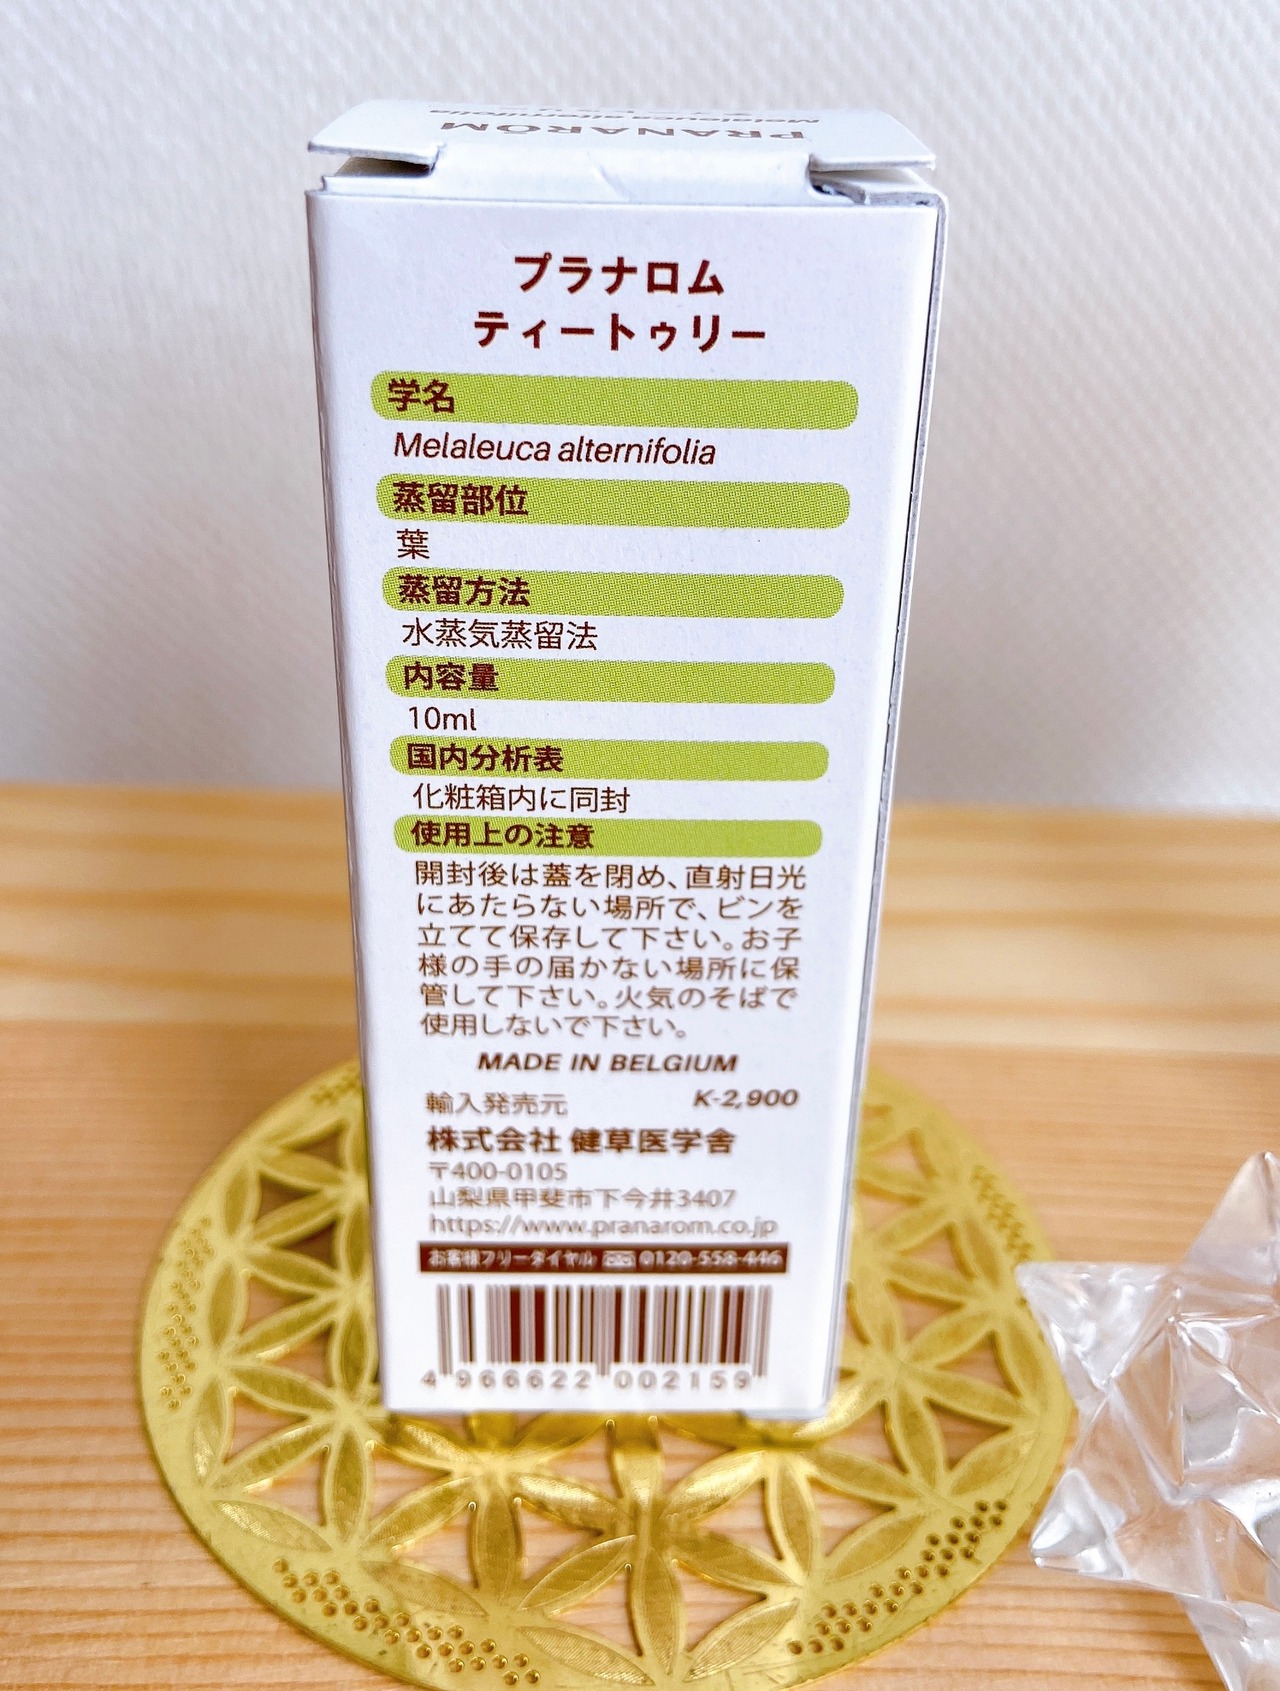 PRANARŌM
Melaleuca alternifolia
プラナロム
ティートゥリー
学名
Melaleuca alternifolia
蒸留部位
葉
蒸留方法
水蒸気蒸留法
内容量
10ml
国内分析表
化粧箱内に同封
使用上の注意
開封後は蓋を閉め、直射日光
にあたらない場所で、ビンを
立てて保存して下さい。お子
様の手の届かない場所に保
管して下さい。火気のそばで
使用しないで下さい。
MADE IN BELGIUM
輸入発売元 K-2,900
株式会社 健草医学舎
〒400-0105
山梨県甲斐市下今井3407
https://www.pranarom.co.jp
お客様フリーダイヤル 0120-558-446
4 966622 002159